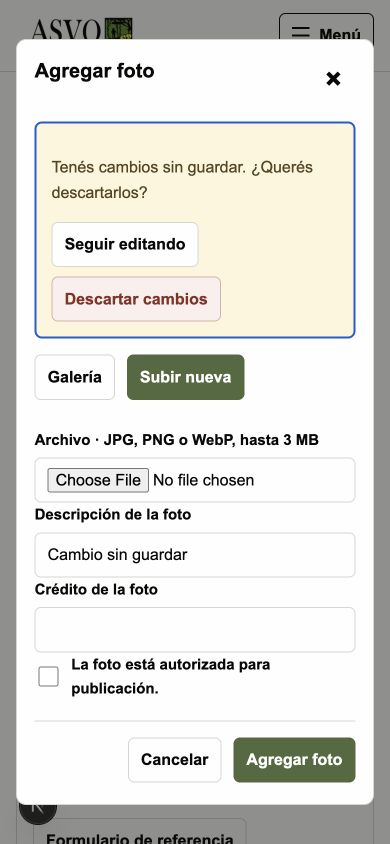 ASVO
Menú
Agregar foto
Tenés cambios sin guardar. ¿Querés
descartarlos?
Seguir editando
Descartar cambios
Galería
Subir nueva
Archivo · JPG, PNG o WebP, hasta 3 MB
Choose File No file chosen
Descripción de la foto
Cambio sin guardar
Crédito de la foto
La foto está autorizada para
publicación.
Cancelar
Agregar foto
Formulario de referencia